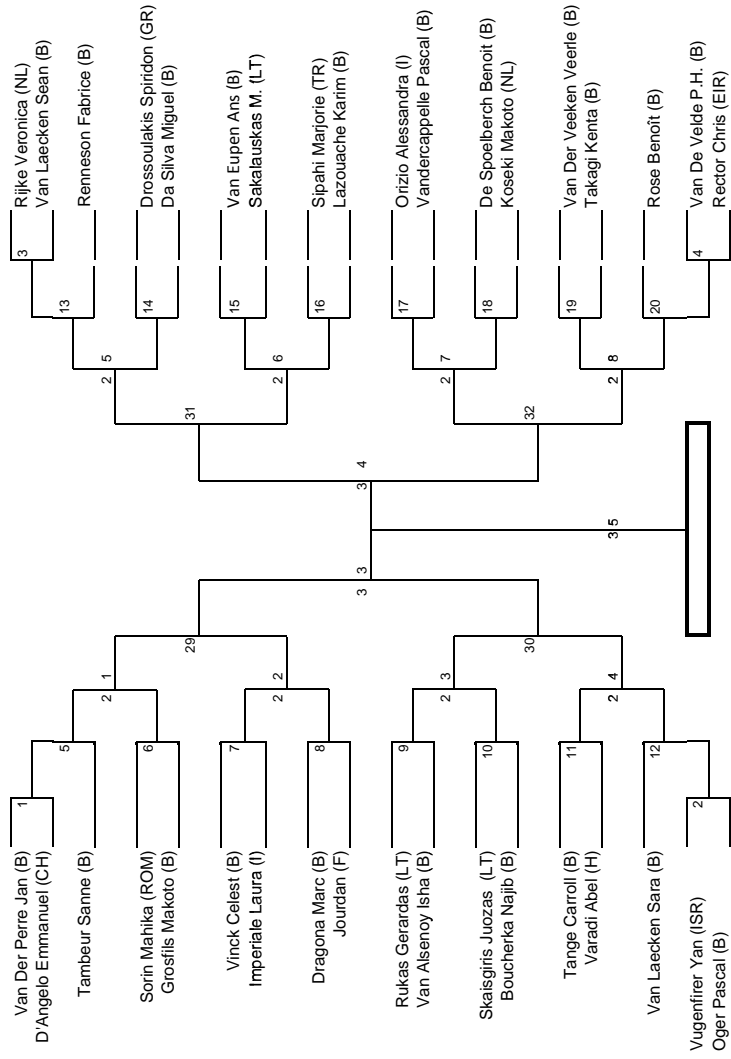 Van Der Perre Jan (B)
D'Angelo Emmanuel (CH)
Tambeur Sanne (B)
Sorin Mahika (ROM)
Grosfils Makoto (B)
Vinck Celest (B)
Imperiale Laura (I)
Dragona Marc (B)
Jourdan (F)
Rukas Gerardas (LT)
Van Alsenoy Isha (B)
Skaisgiris Juozas (LT)
Boucherka Najib (B)
Tange Carroll (B)
Varadi Abel (H)
Van Laecken Sara (B)
Vugenfirer Yan (ISR)
Oger Pascal (B)
1
5
6
7
8
9
10
11
12
2
2 1
2 2
2 3
2 4
29
30
3 3
3 5
3 4
31
32
2 5
2 6
2 7
2 8
3
13
14
15
16
17
18
19
20
4
Rijke Veronica (NL)
Van Laecken Sean (B)
Renneson Fabrice (B)
Drossoulakis Spiridon (GR)
Da Silva Miguel (B)
Van Eupen Ans (B)
Sakalauskas M. (LT)
Sipahi Marjorie (TR)
Lazouache Karim (B)
Orizio Alessandra (I)
Vandercappelle Pascal (B)
De Spoelberch Benoit (B)
Koseki Makoto (NL)
Van Der Veeken Veerle (B)
Takagi Kenta (B)
Rose Benoît (B)
Van De Velde P.H. (B)
Rector Chris (EIR)